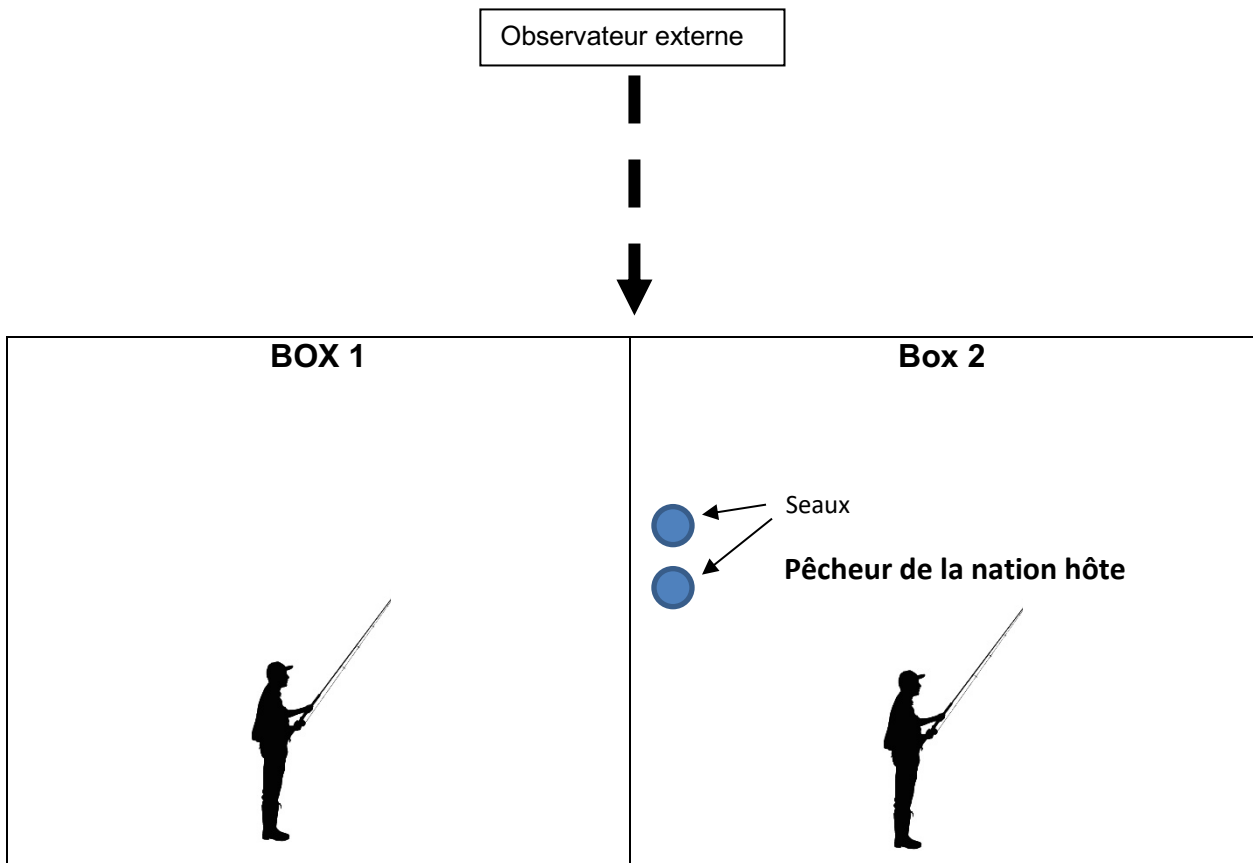 Observateur externe
BOX 1
Box 2
Seaux
Pêcheur de la nation hôte